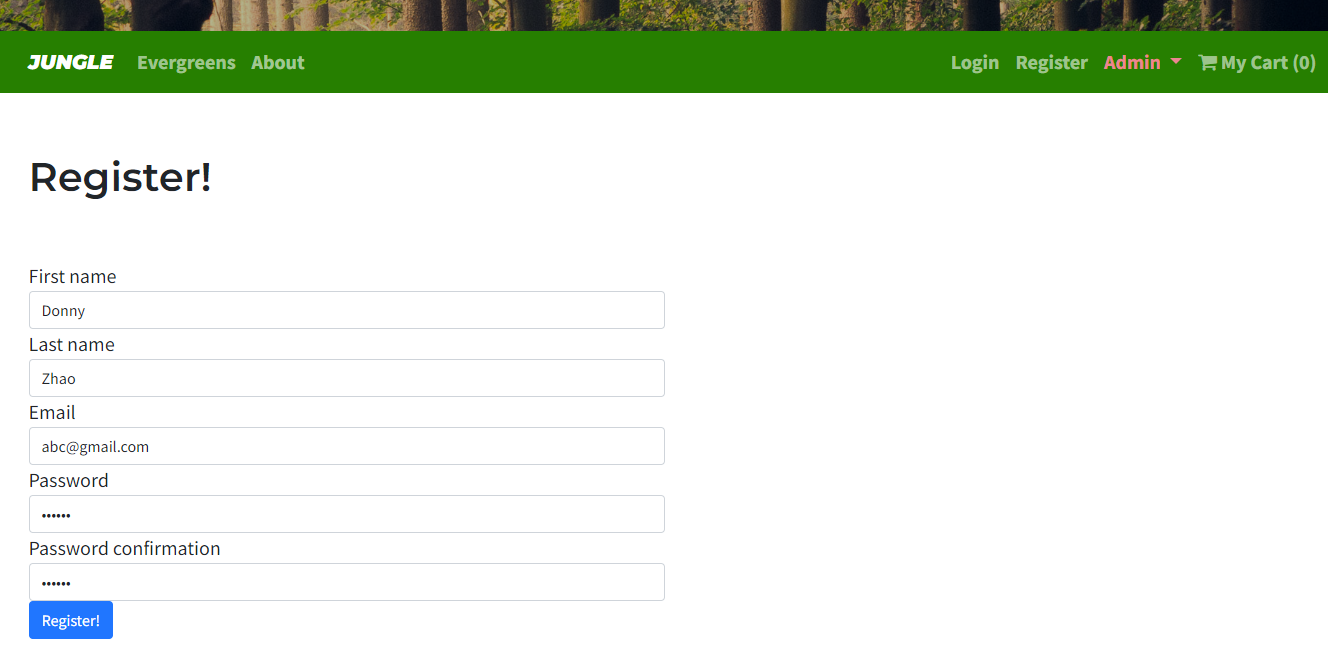 JUNGLE Evergreens About Login Register Admin My Cart (0)
Register!
First name
Donny
Last name
Zhao
Email
abc@gmail.com
Password
••••••
Password confirmation
••••••
Register!